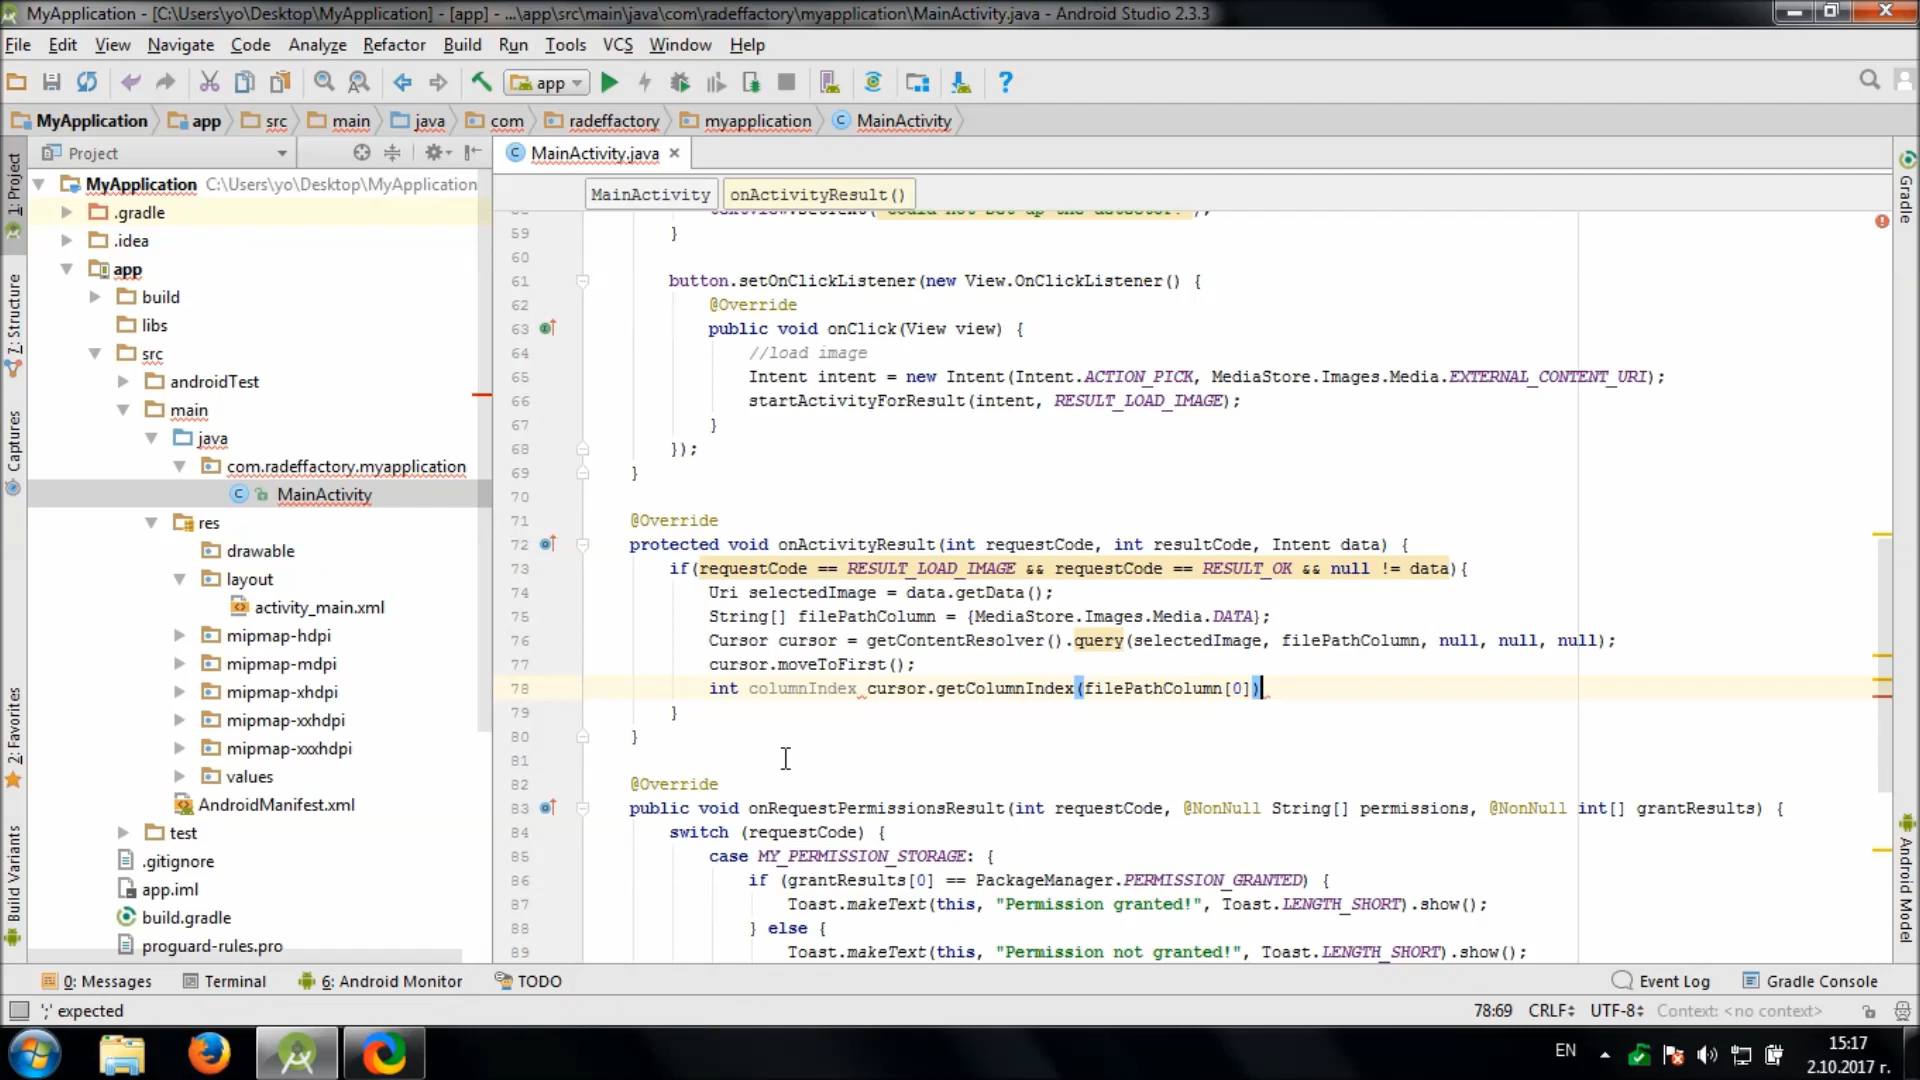 MyApplication - [C:\Users\yo\Desktop\MyApplication] - [app] - ...\app\src\main\java\com\radeffactory\myapplication\MainActivity.java - Android Studio 2.3.3
File Edit View Navigate Code Analyze Refactor Build Run Tools VCS Window Help
app
MyApplication app src main java com radeffactory myapplication MainActivity
Project
MainActivity.java
1: Project
7: Structure
Captures
2: Favorites
Build Variants
MyApplication C:\Users\yo\Desktop\MyApplication
.gradle
.idea
app
build
libs
src
androidTest
main
java
com.radeffactory.myapplication
MainActivity
res
drawable
layout
activity_main.xml
mipmap-hdpi
mipmap-mdpi
mipmap-xhdpi
mipmap-xxhdpi
mipmap-xxxhdpi
values
AndroidManifest.xml
test
.gitignore
app.iml
build.gradle
proguard-rules.pro
MainActivity onActivityResult()
59 }
60
61 button.setOnClickListener(new View.OnClickListener() {
62 @Override
63 public void onClick(View view) {
64 //load image
65 Intent intent = new Intent(Intent.ACTION_PICK, MediaStore.Images.Media.EXTERNAL_CONTENT_URI);
66 startActivityForResult(intent, RESULT_LOAD_IMAGE);
67 }
68 });
69 }
70
71 @Override
72 protected void onActivityResult(int requestCode, int resultCode, Intent data) {
73 if(requestCode == RESULT_LOAD_IMAGE && requestCode == RESULT_OK && null != data){
74 Uri selectedImage = data.getData();
75 String[] filePathColumn = {MediaStore.Images.Media.DATA};
76 Cursor cursor = getContentResolver().query(selectedImage, filePathColumn, null, null, null);
77 cursor.moveToFirst();
78 int columnIndex cursor.getColumnIndex(filePathColumn[0])
79 }
80 }
81
82 @Override
83 public void onRequestPermissionsResult(int requestCode, @NonNull String[] permissions, @NonNull int[] grantResults) {
84 switch (requestCode) {
85 case MY_PERMISSION_STORAGE: {
86 if (grantResults[0] == PackageManager.PERMISSION_GRANTED) {
87 Toast.makeText(this, "Permission granted!", Toast.LENGTH_SHORT).show();
88 } else {
89 Toast.makeText(this, "Permission not granted!", Toast.LENGTH_SHORT).show();
Gradle
Android Model
0: Messages Terminal 6: Android Monitor TODO Event Log Gradle Console
';' expected 78:69 CRLF UTF-8 Context: <no context>
EN
15:17
2.10.2017 г.